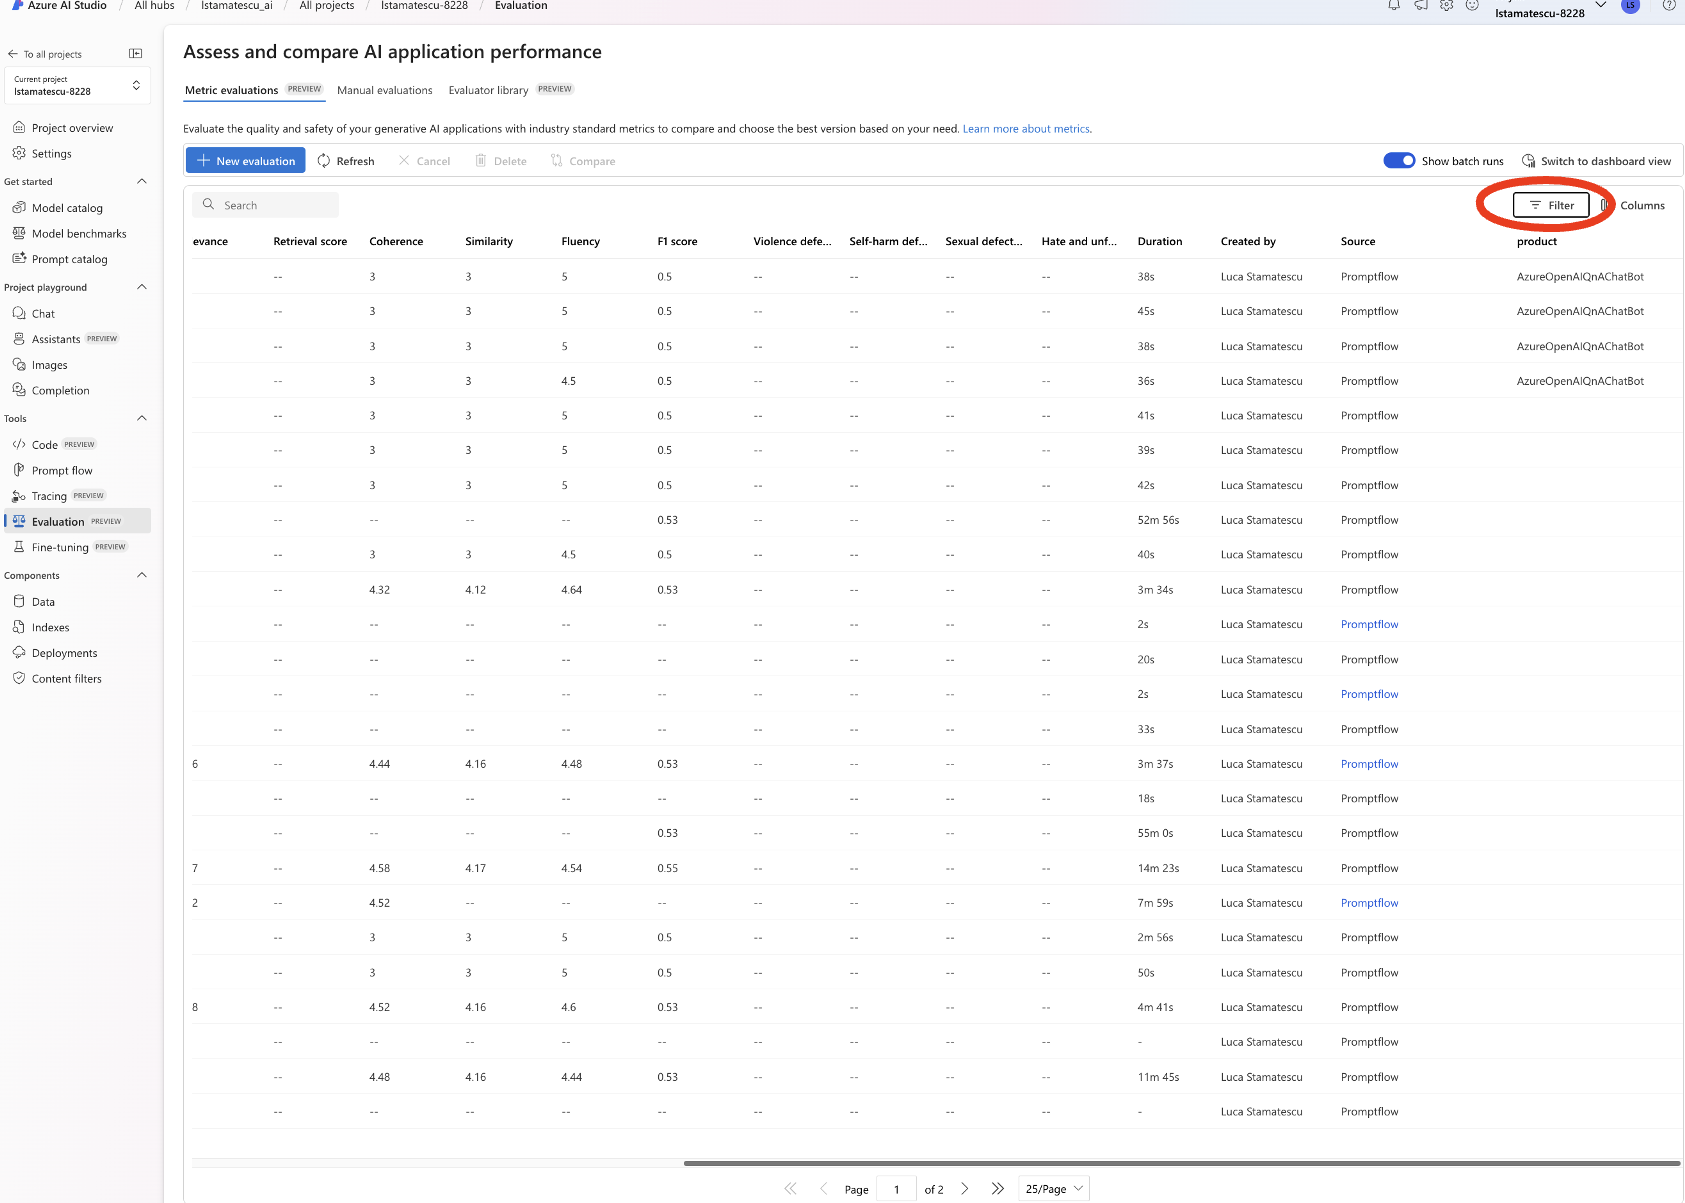 Azure AI Studio / All hubs / lstamatescu_ai / All projects / lstamatescu-8228 / Evaluation
lstamatescu-8228
LS
To all projects
Current project
lstamatescu-8228
Project overview
Settings
Get started
Model catalog
Model benchmarks
Prompt catalog
Project playground
Chat
Assistants PREVIEW
Images
Completion
Tools
Code PREVIEW
Prompt flow
Tracing PREVIEW
Evaluation PREVIEW
Fine-tuning PREVIEW
Components
Data
Indexes
Deployments
Content filters
Assess and compare AI application performance
Metric evaluations PREVIEW Manual evaluations Evaluator library PREVIEW
Evaluate the quality and safety of your generative AI applications with industry standard metrics to compare and choose the best version based on your need. Learn more about metrics.
New evaluation Refresh Cancel Delete Compare Show batch runs Switch to dashboard view
Search Filter Columns
evance Retrieval score Coherence Similarity Fluency F1 score Violence defe... Self-harm def... Sexual defect... Hate and unf... Duration Created by Source product
-- 3 3 5 0.5 -- -- -- -- 38s Luca Stamatescu Promptflow AzureOpenAIQnAChatBot
-- 3 3 5 0.5 -- -- -- -- 45s Luca Stamatescu Promptflow AzureOpenAIQnAChatBot
-- 3 3 5 0.5 -- -- -- -- 38s Luca Stamatescu Promptflow AzureOpenAIQnAChatBot
-- 3 3 4.5 0.5 -- -- -- -- 36s Luca Stamatescu Promptflow AzureOpenAIQnAChatBot
-- 3 3 5 0.5 -- -- -- -- 41s Luca Stamatescu Promptflow
-- 3 3 5 0.5 -- -- -- -- 39s Luca Stamatescu Promptflow
-- 3 3 5 0.5 -- -- -- -- 42s Luca Stamatescu Promptflow
-- -- -- -- 0.53 -- -- -- -- 52m 56s Luca Stamatescu Promptflow
-- 3 3 4.5 0.5 -- -- -- -- 40s Luca Stamatescu Promptflow
-- 4.32 4.12 4.64 0.53 -- -- -- -- 3m 34s Luca Stamatescu Promptflow
-- -- -- -- -- -- -- -- -- 2s Luca Stamatescu Promptflow
-- -- -- -- -- -- -- -- -- 20s Luca Stamatescu Promptflow
-- -- -- -- -- -- -- -- -- 2s Luca Stamatescu Promptflow
-- -- -- -- -- -- -- -- -- 33s Luca Stamatescu Promptflow
6 -- 4.44 4.16 4.48 0.53 -- -- -- -- 3m 37s Luca Stamatescu Promptflow
-- -- -- -- -- -- -- -- -- 18s Luca Stamatescu Promptflow
-- -- -- -- 0.53 -- -- -- -- 55m 0s Luca Stamatescu Promptflow
7 -- 4.58 4.17 4.54 0.55 -- -- -- -- 14m 23s Luca Stamatescu Promptflow
2 -- 4.52 -- -- -- -- -- -- -- 7m 59s Luca Stamatescu Promptflow
-- 3 3 5 0.5 -- -- -- -- 2m 56s Luca Stamatescu Promptflow
-- 3 3 5 0.5 -- -- -- -- 50s Luca Stamatescu Promptflow
8 -- 4.52 4.16 4.6 0.53 -- -- -- -- 4m 41s Luca Stamatescu Promptflow
-- -- -- -- -- -- -- -- -- - Luca Stamatescu Promptflow
-- 4.48 4.16 4.44 0.53 -- -- -- -- 11m 45s Luca Stamatescu Promptflow
-- -- -- -- -- -- -- -- -- - Luca Stamatescu Promptflow
Page 1 of 2 25/Page